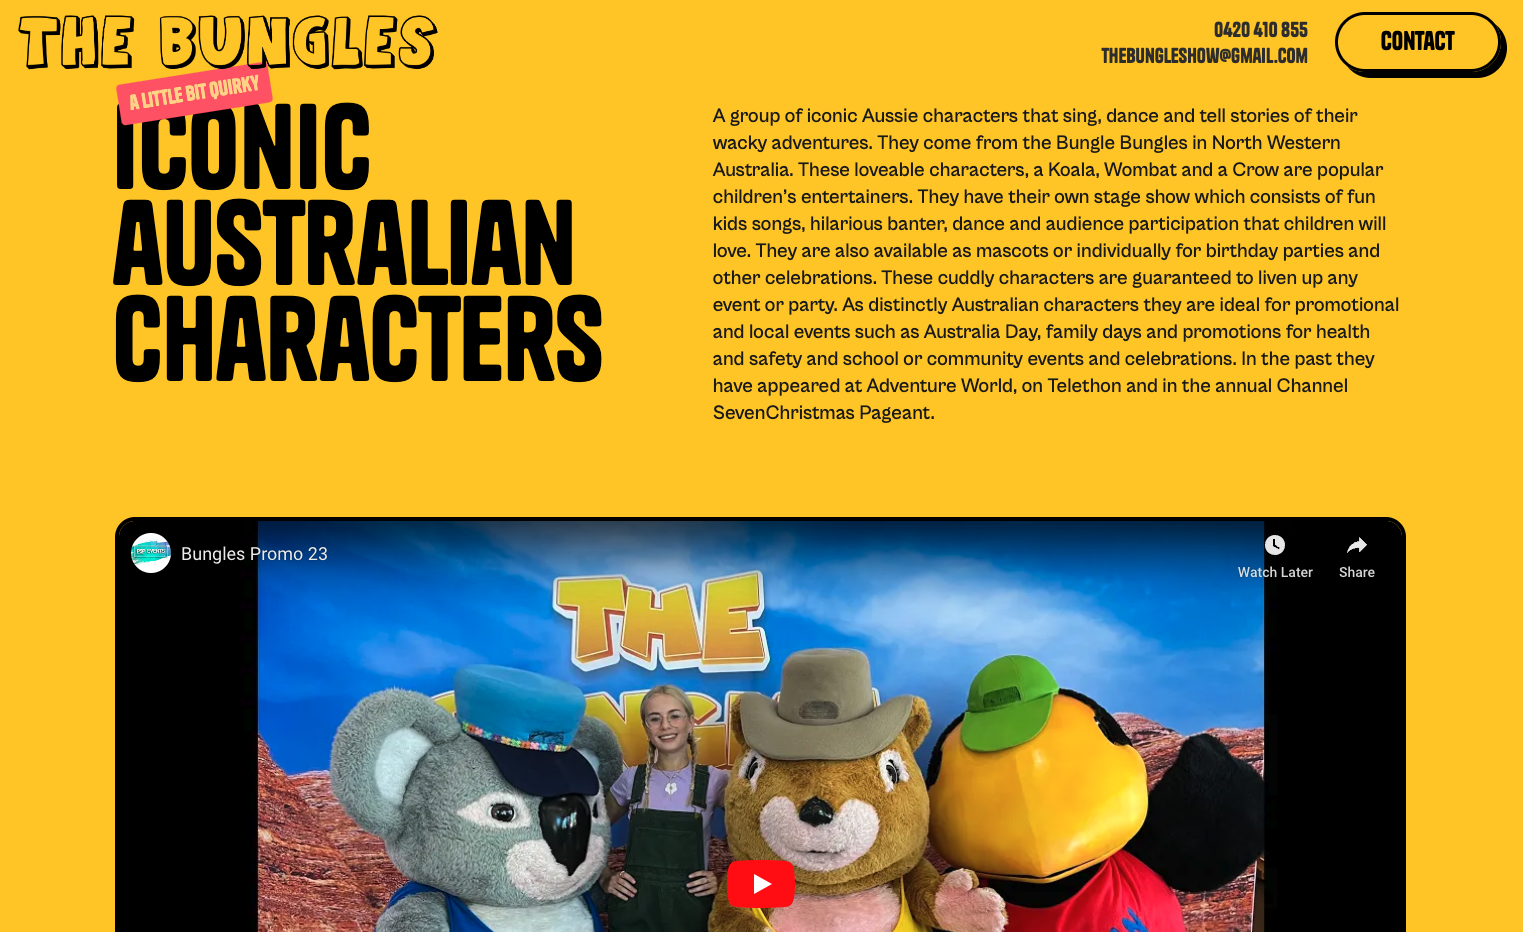 THE BUNGLES
0420 410 855
THEBUNGLESHOW@GMAIL.COM
CONTACT
A LITTLE BIT QUIRKY
ICONIC
AUSTRALIAN
CHARACTERS
A group of iconic Aussie characters that sing, dance and tell stories of their
wacky adventures. They come from the Bungle Bungles in North Western
Australia. These loveable characters, a Koala, Wombat and a Crow are popular
children’s entertainers. They have their own stage show which consists of fun
kids songs, hilarious banter, dance and audience participation that children will
love. They are also available as mascots or individually for birthday parties and
other celebrations. These cuddly characters are guaranteed to liven up any
event or party. As distinctly Australian characters they are ideal for promotional
and local events such as Australia Day, family days and promotions for health
and safety and school or community events and celebrations. In the past they
have appeared at Adventure World, on Telethon and in the annual Channel
SevenChristmas Pageant.
PSP EVENTS
Bungles Promo 23
Watch Later
Share
THE